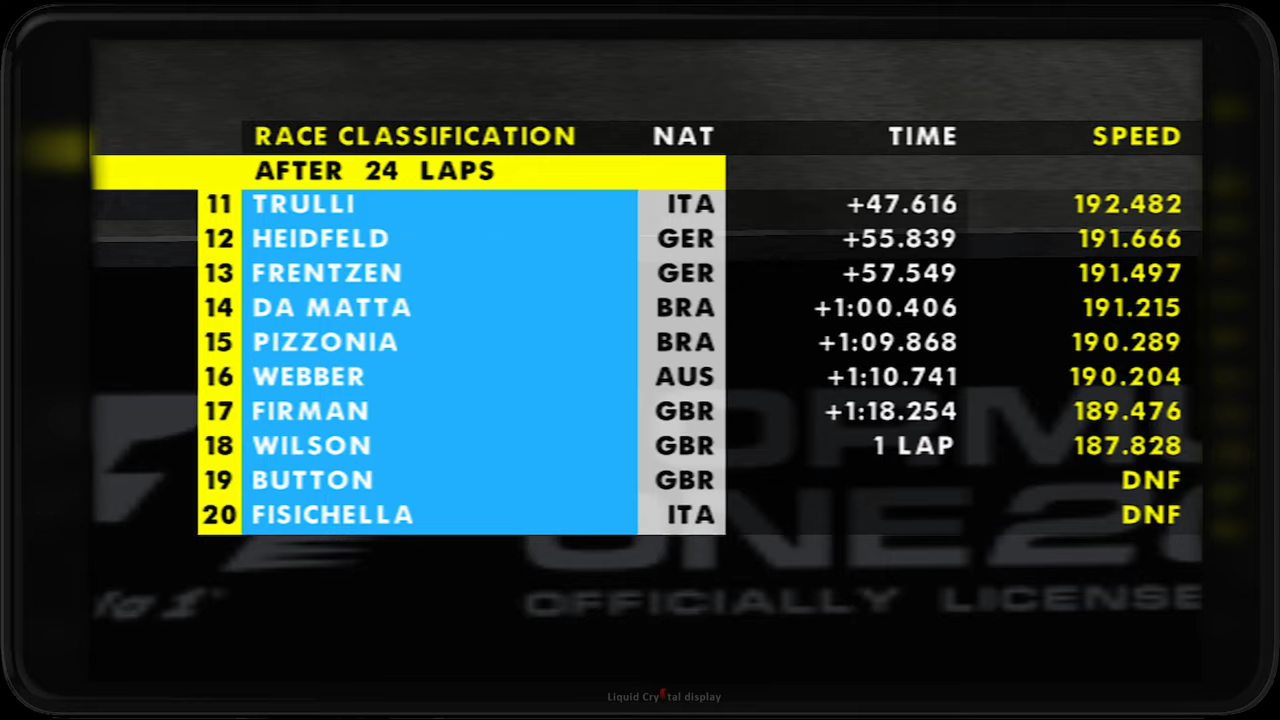 RACE CLASSIFICATION NAT TIME SPEED
AFTER 24 LAPS
11 TRULLI ITA +47.616 192.482
12 HEIDFELD GER +55.839 191.666
13 FRENTZEN GER +57.549 191.497
14 DA MATTA BRA +1:00.406 191.215
15 PIZZONIA BRA +1:09.868 190.289
16 WEBBER AUS +1:10.741 190.204
17 FIRMAN GBR +1:18.254 189.476
18 WILSON GBR 1 LAP 187.828
19 BUTTON GBR DNF
20 FISICHELLA ITA DNF
ONE 2
OFFICIALLY LICENSE
Liquid Crystal display